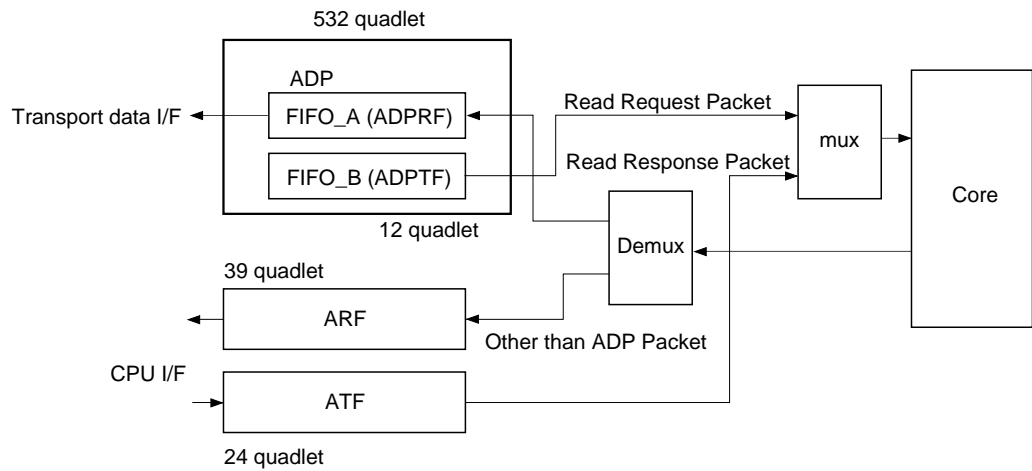 532 quadlet
ADP
Transport data I/F
FIFO_A (ADPRF)
Read Request Packet
mux
FIFO_B (ADPTF)
Read Response Packet
Core
12 quadlet
Demux
39 quadlet
ARF
Other than ADP Packet
CPU I/F
ATF
24 quadlet